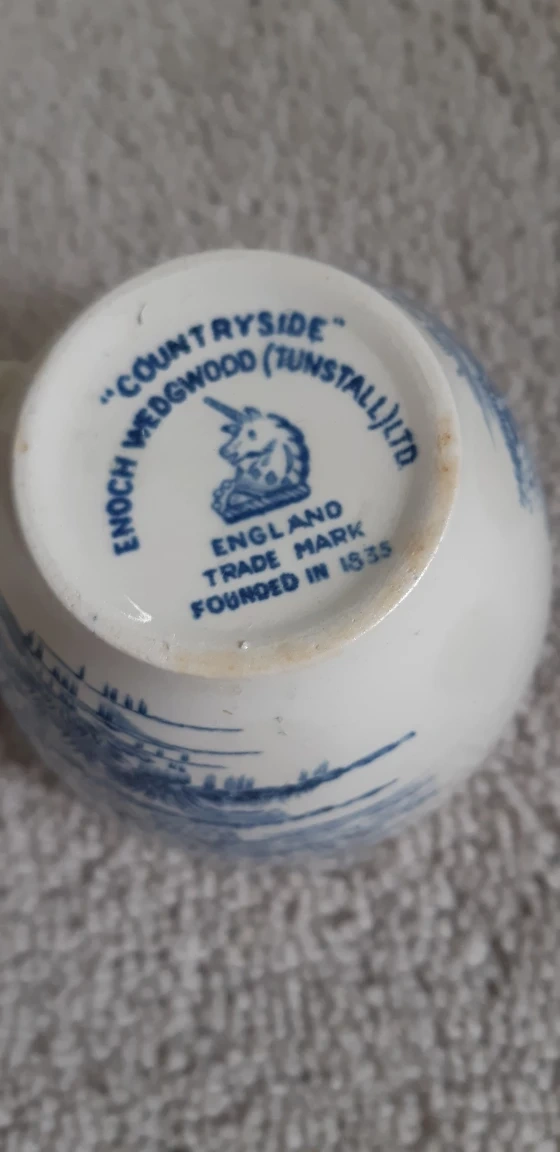 "COUNTRYSIDE"
ENOCH WEDGWOOD (TUNSTALL) LTD
ENGLAND
TRADE MARK
FOUNDED IN 1835